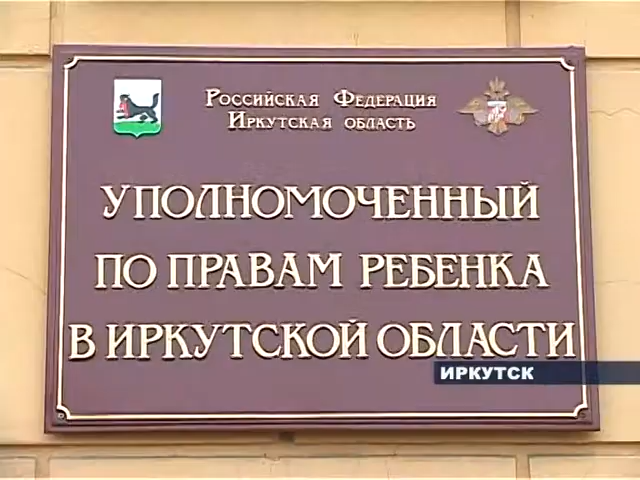 Российская Федерация
Иркутская область
УПОЛНОМОЧЕННЫЙ
ПО ПРАВАМ РЕБЕНКА
В ИРКУТСКОЙ ОБЛАСТИ
ИРКУТСК